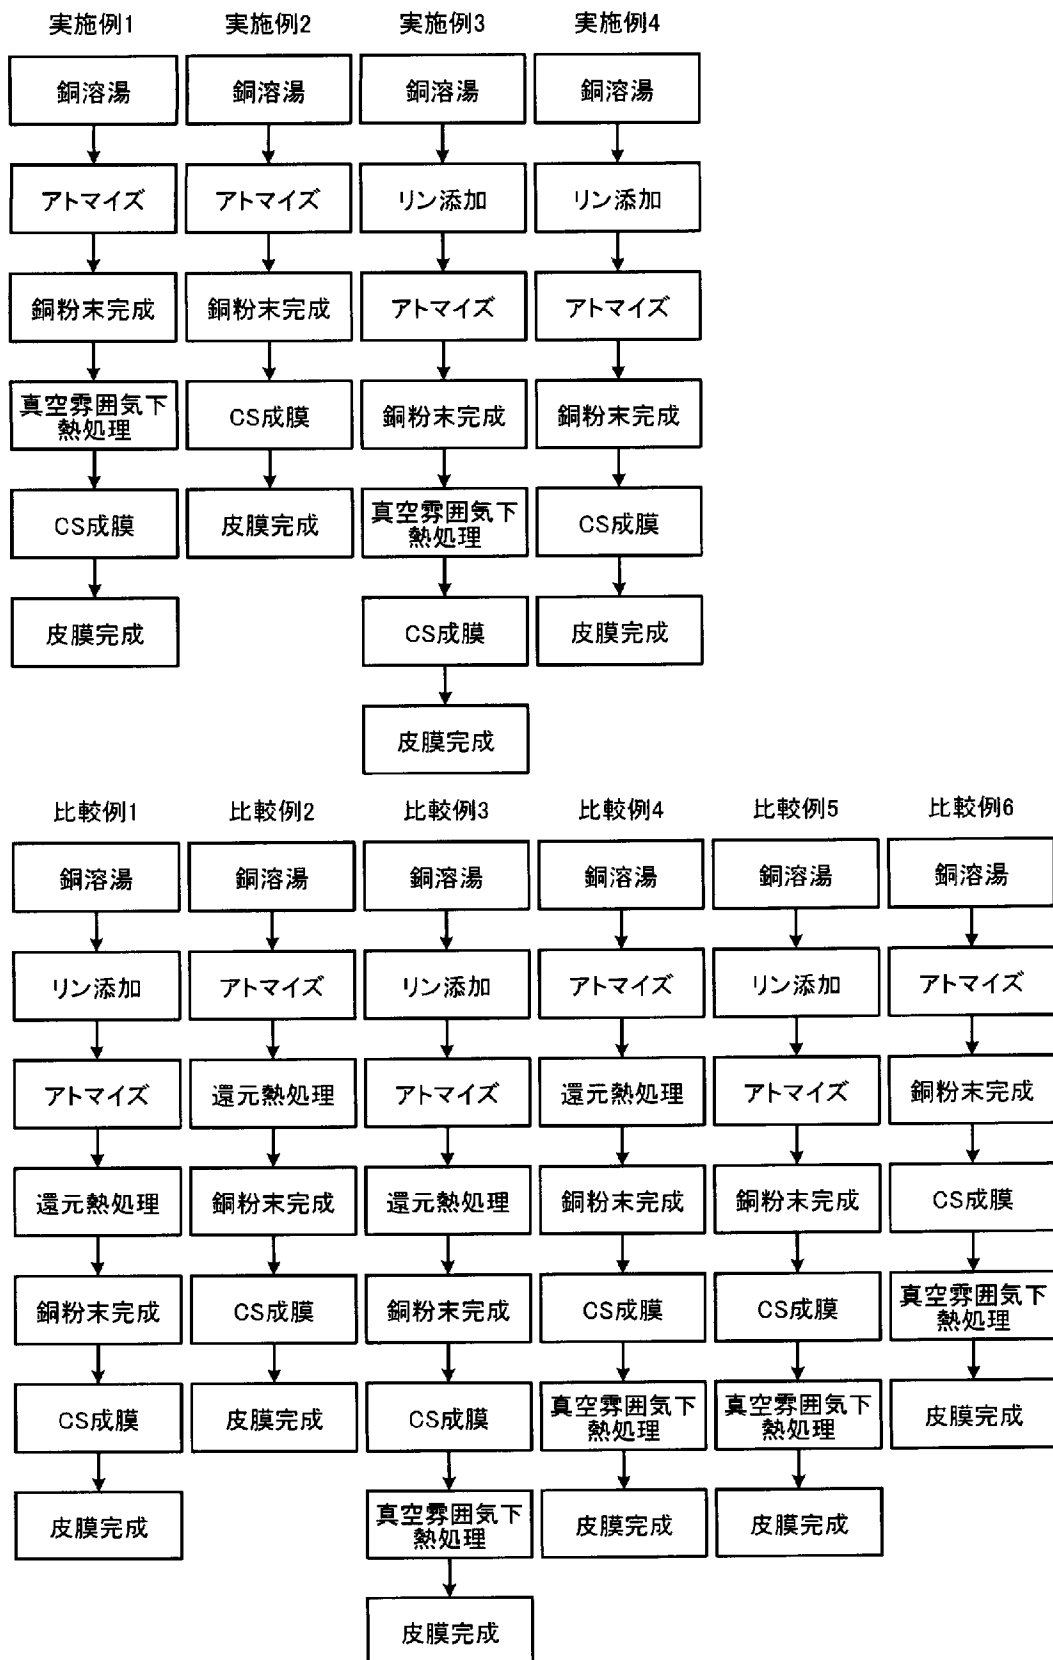 実施例1
銅溶湯
アトマイズ
銅粉末完成
真空雰囲気下
熱処理
CS成膜
皮膜完成
実施例2
銅溶湯
アトマイズ
銅粉末完成
CS成膜
皮膜完成
実施例3
銅溶湯
リン添加
アトマイズ
銅粉末完成
真空雰囲気下
熱処理
CS成膜
皮膜完成
実施例4
銅溶湯
リン添加
アトマイズ
銅粉末完成
CS成膜
皮膜完成
比較例1
銅溶湯
リン添加
アトマイズ
還元熱処理
銅粉末完成
CS成膜
皮膜完成
比較例2
銅溶湯
アトマイズ
還元熱処理
銅粉末完成
CS成膜
皮膜完成
比較例3
銅溶湯
リン添加
アトマイズ
還元熱処理
銅粉末完成
CS成膜
真空雰囲気下
熱処理
皮膜完成
比較例4
銅溶湯
アトマイズ
還元熱処理
銅粉末完成
CS成膜
真空雰囲気下
熱処理
皮膜完成
比較例5
銅溶湯
リン添加
アトマイズ
銅粉末完成
CS成膜
真空雰囲気下
熱処理
皮膜完成
比較例6
銅溶湯
アトマイズ
銅粉末完成
CS成膜
真空雰囲気下
熱処理
皮膜完成